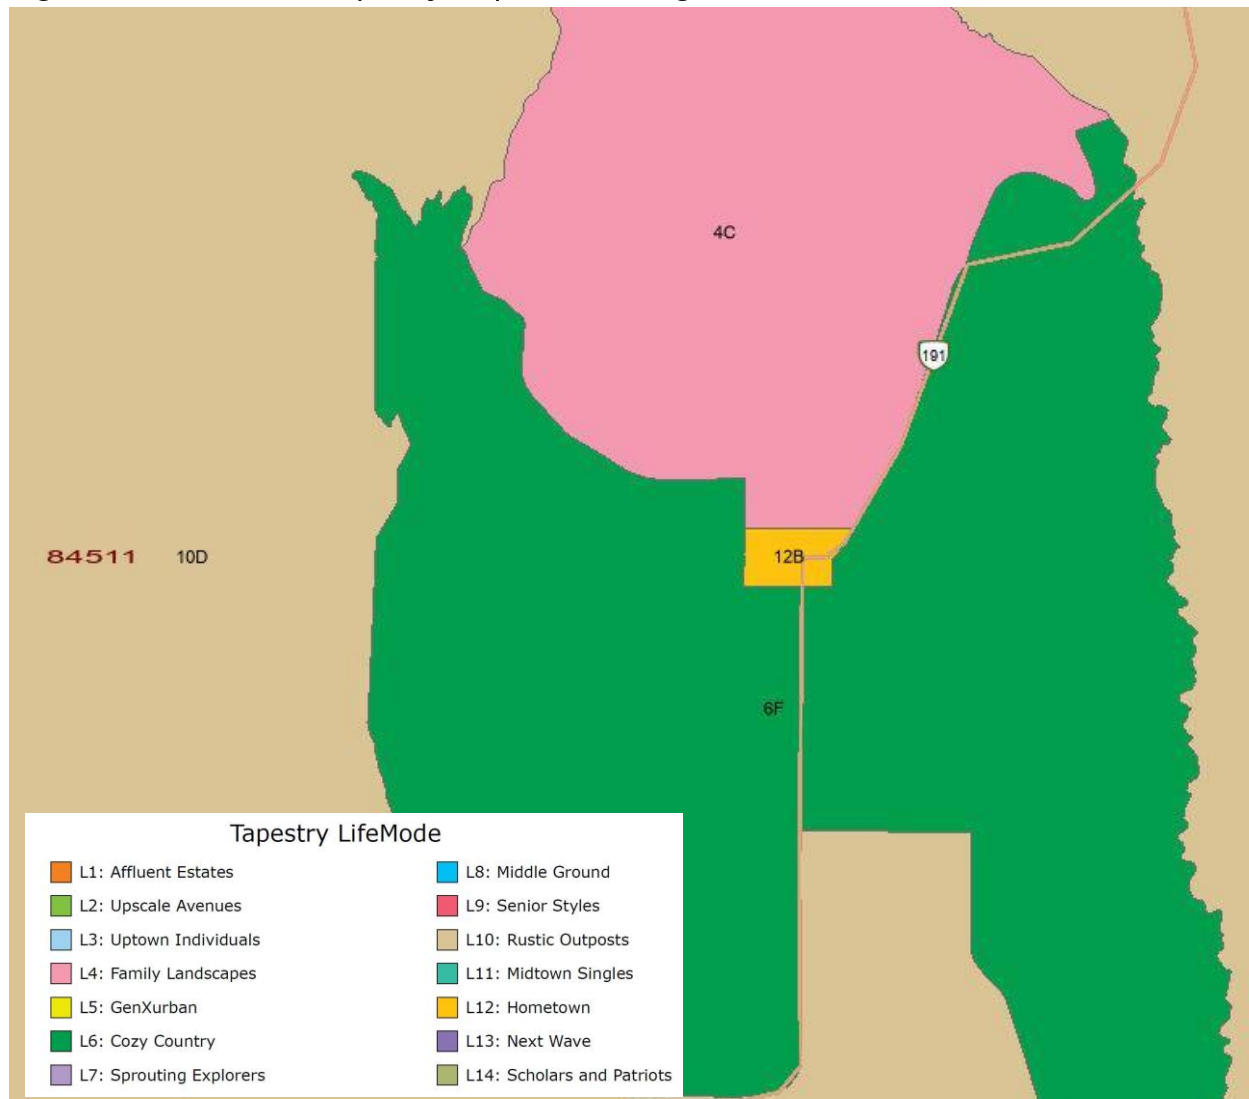 4C
191
84511 10D
12B
6F
Tapestry LifeMode
L1: Affluent Estates
L2: Upscale Avenues
L3: Uptown Individuals
L4: Family Landscapes
L5: GenXurban
L6: Cozy Country
L7: Sprouting Explorers
L8: Middle Ground
L9: Senior Styles
L10: Rustic Outposts
L11: Midtown Singles
L12: Hometown
L13: Next Wave
L14: Scholars and Patriots